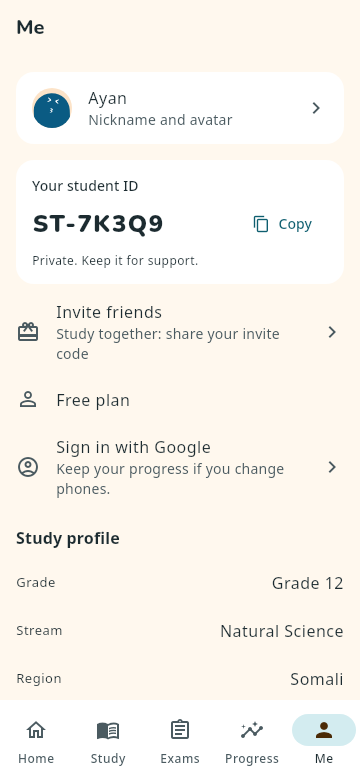 Me
Ayan
Nickname and avatar
Your student ID
ST-7K3Q9
Copy
Private. Keep it for support.
Invite friends
Study together: share your invite
code
Free plan
Sign in with Google
Keep your progress if you change
phones.
Study profile
Grade
Grade 12
Stream
Natural Science
Region
Somali
Home
Study
Exams
Progress
Me